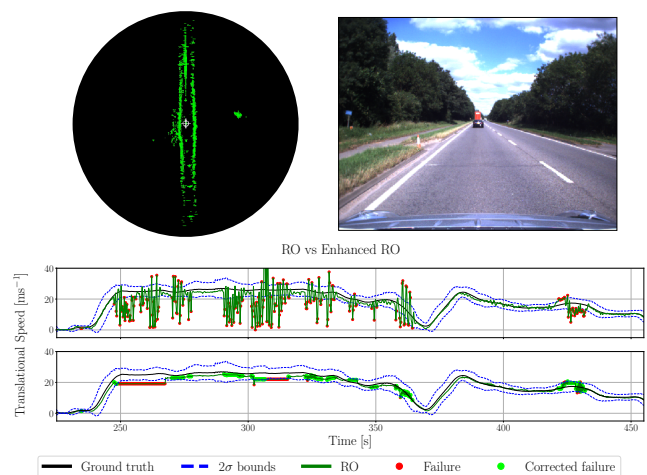 RO vs Enhanced RO
Translational Speed [ms⁻¹]
40
20
0
40
20
0
250
300
350
400
450
Time [s]
Ground truth
2σ bounds
RO
Failure
Corrected failure